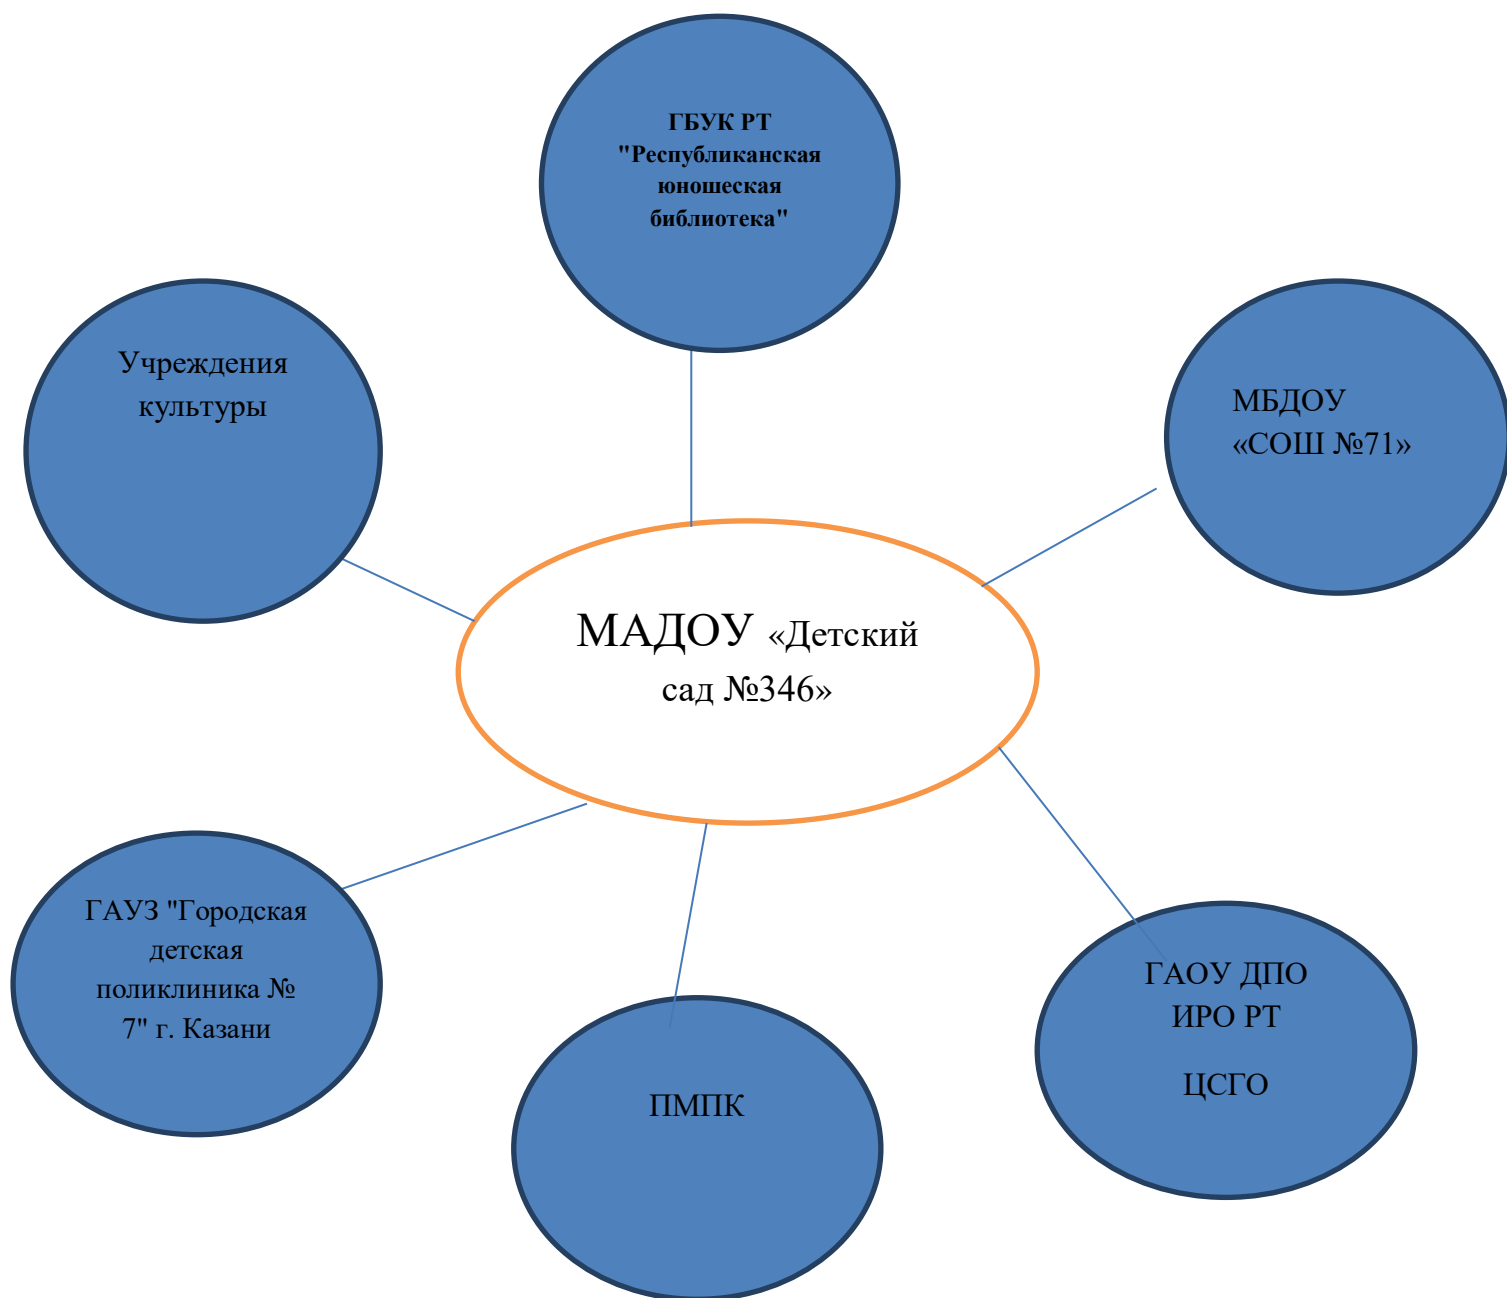 ГБУК РТ
"Республиканская
юношеская
библиотека"
Учреждения
культуры
МБДОУ
«СОШ №71»
МАДОУ «Детский
сад №346»
ГАУЗ "Городская
детская
поликлиника №
7" г. Казани
ПМПК
ГАОУ ДПО
ИРО РТ
ЦСГО